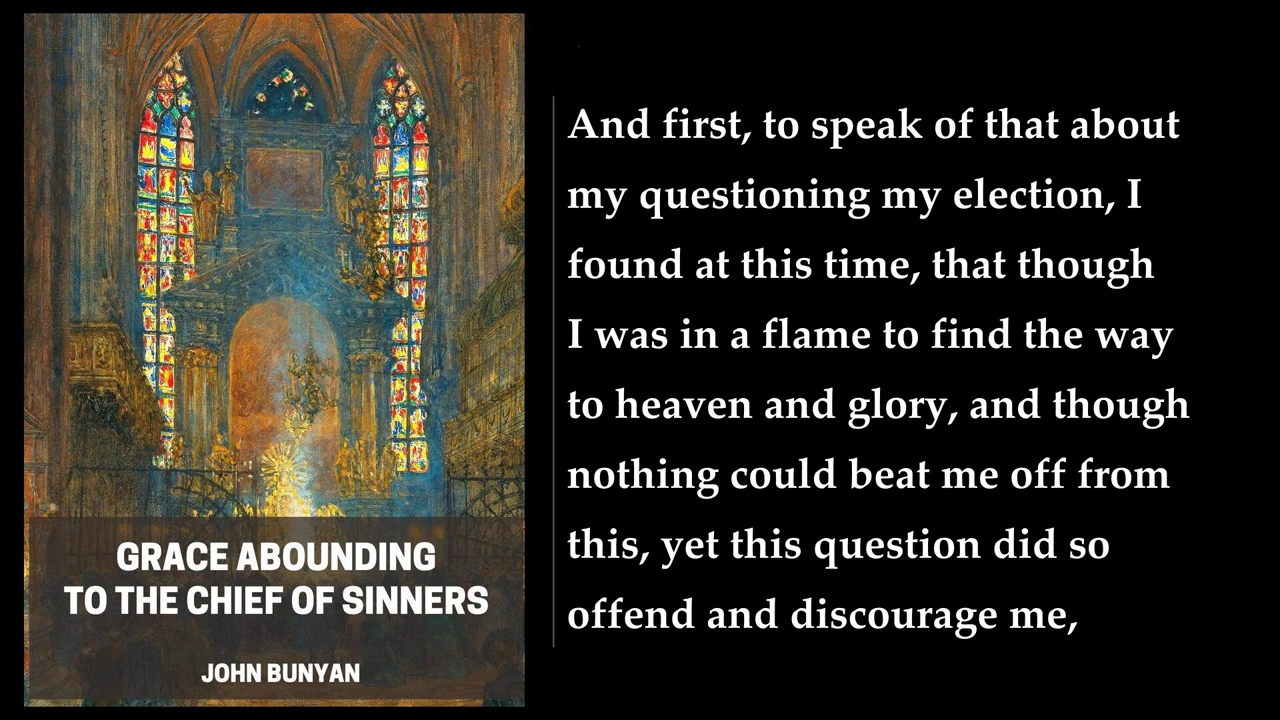 GRACE ABOUNDING
TO THE CHIEF OF SINNERS
JOHN BUNYAN
And first, to speak of that about
my questioning my election, I
found at this time, that though
I was in a flame to find the way
to heaven and glory, and though
nothing could beat me off from
this, yet this question did so
offend and discourage me,